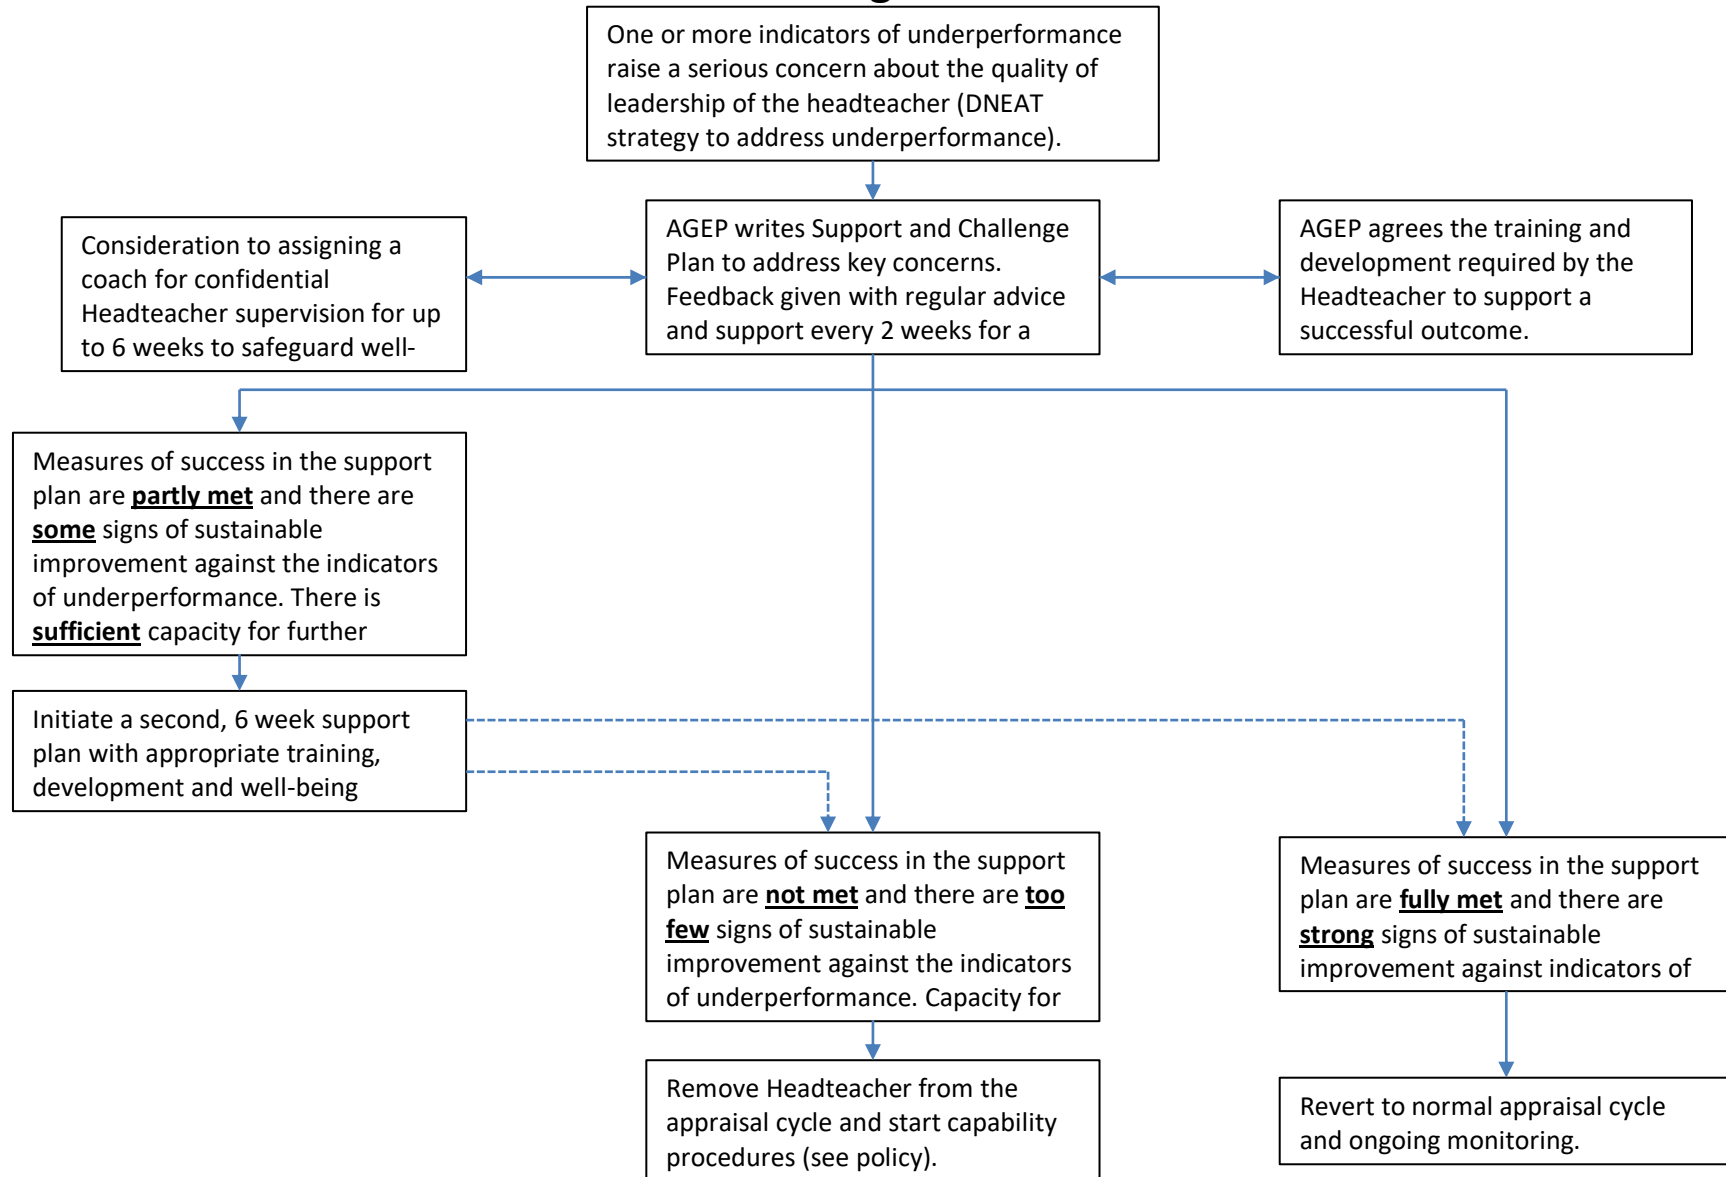 One or more indicators of underperformance
raise a serious concern about the quality of
leadership of the headteacher (DNEAT
strategy to address underperformance).
Consideration to assigning a
coach for confidential
Headteacher supervision for up
to 6 weeks to safeguard well-
AGEP writes Support and Challenge
Plan to address key concerns.
Feedback given with regular advice
and support every 2 weeks for a
AGEP agrees the training and
development required by the
Headteacher to support a
successful outcome.
Measures of success in the support
plan are partly met and there are
some signs of sustainable
improvement against the indicators
of underperformance. There is
sufficient capacity for further
Initiate a second, 6 week support
plan with appropriate training,
development and well-being
Measures of success in the support
plan are not met and there are too
few signs of sustainable
improvement against the indicators
of underperformance. Capacity for
Measures of success in the support
plan are fully met and there are
strong signs of sustainable
improvement against indicators of
Remove Headteacher from the
appraisal cycle and start capability
procedures (see policy).
Revert to normal appraisal cycle
and ongoing monitoring.